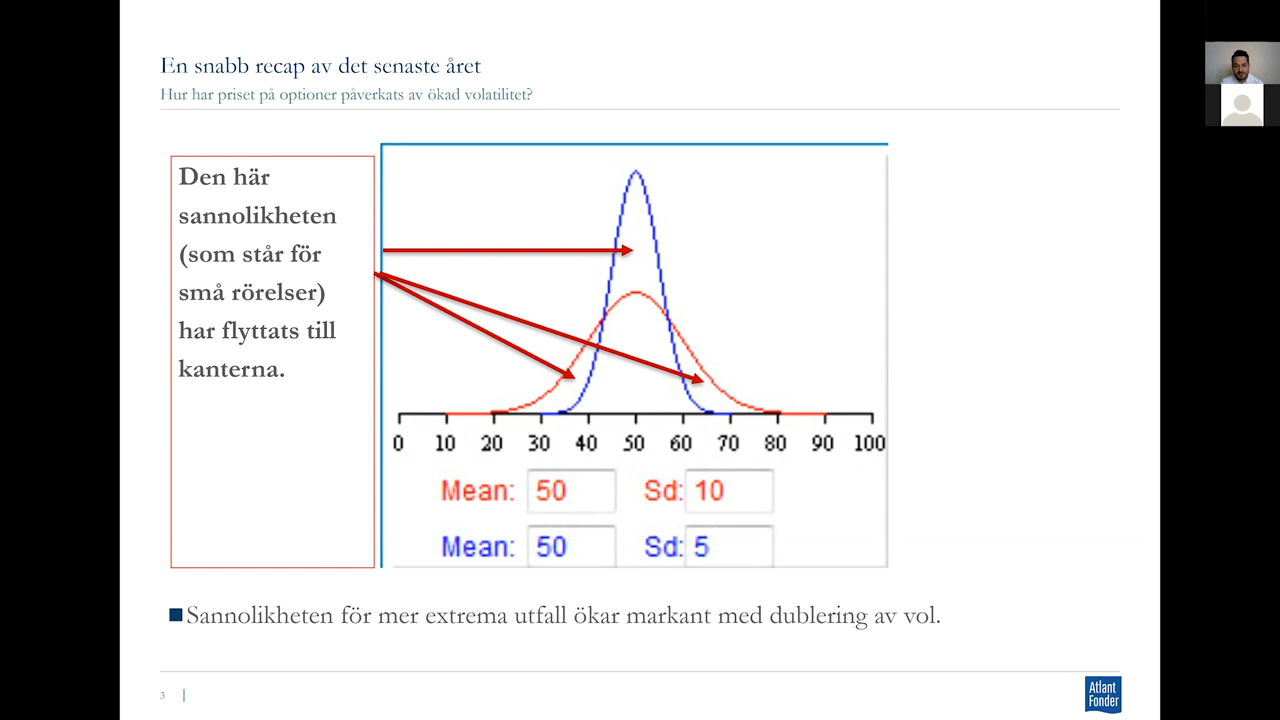 En snabb recap av det senaste året
Hur har priset på optioner påverkats av ökad volatilitet?
Den här
sannolikheten
(som står för
små rörelser)
har flyttats till
kanterna.
0 10 20 30 40 50 60 70 80 90 100
Mean: 50 Sd: 10
Mean: 50 Sd: 5
Sannolikheten för mer extrema utfall ökar markant med dublering av vol.
3
Atlant
Fonder